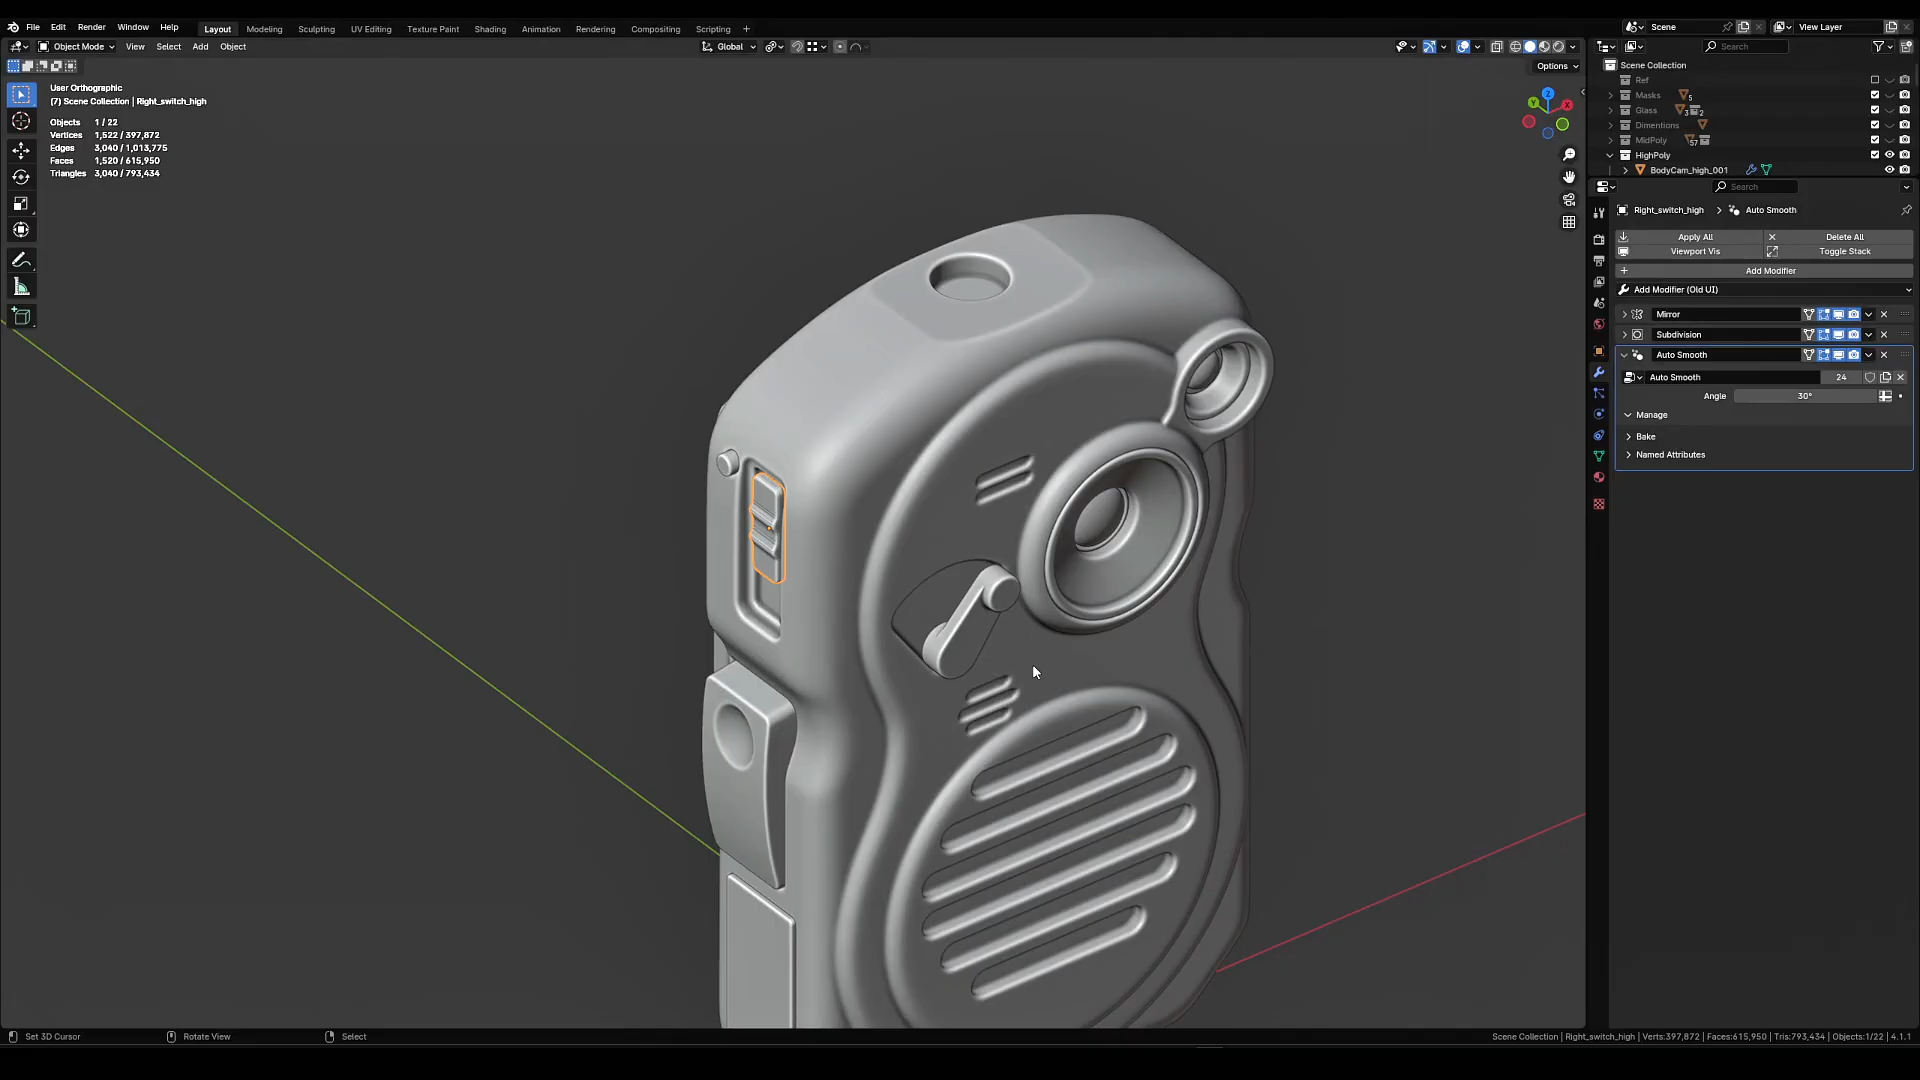 File Edit Render Window Help Layout Modeling Sculpting UV Editing Texture Paint Shading Animation Rendering Compositing Scripting + Scene View Layer
Object Mode View Select Add Object Global Search
Options
User Orthographic
(7) Scene Collection | Right_switch_high
Objects 1 / 22
Vertices 1,522 / 397,872
Edges 3,040 / 1,013,775
Faces 1,520 / 615,950
Triangles 3,040 / 793,434
Z
Y
X
Scene Collection
Ref
Masks 5
Glass 3 2
Dimentions
MidPoly 57
HighPoly
BodyCam_high_001
Search
Right_switch_high > Auto Smooth
Apply All Delete All
Viewport Vis Toggle Stack
Add Modifier
Add Modifier (Old UI)
Mirror
Subdivision
Auto Smooth
Auto Smooth 24
Angle 30°
Manage
Bake
Named Attributes
Set 3D Cursor Rotate View Select Scene Collection | Right_switch_high | Verts:397,872 | Faces:615,950 | Tris:793,434 | Objects:1/22 | 4.1.1